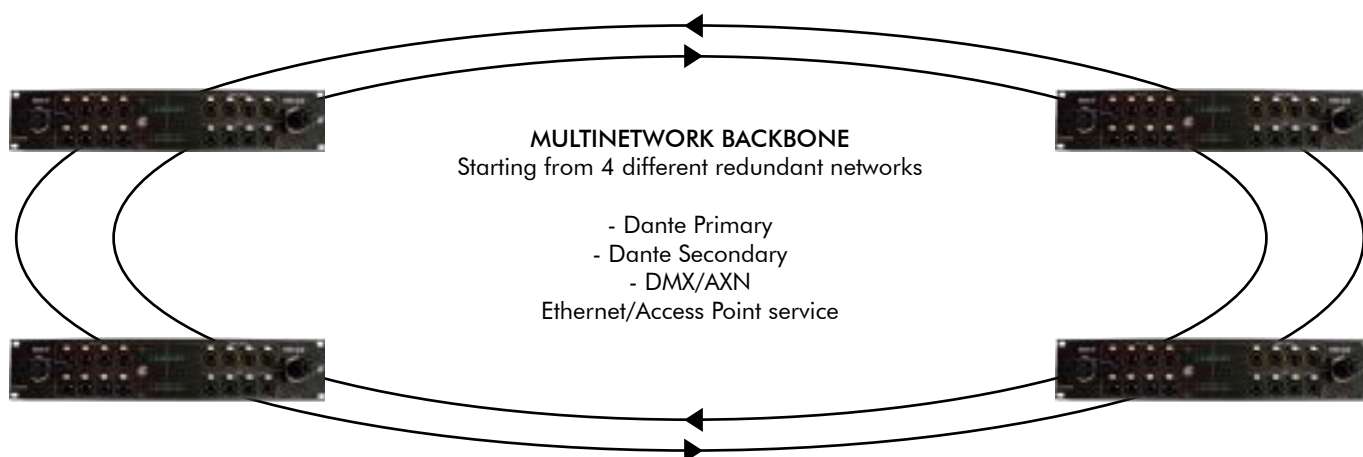 MULTINETWORK BACKBONE
Starting from 4 different redundant networks
- Dante Primary
- Dante Secondary
- DMX/AXN
Ethernet/Access Point service